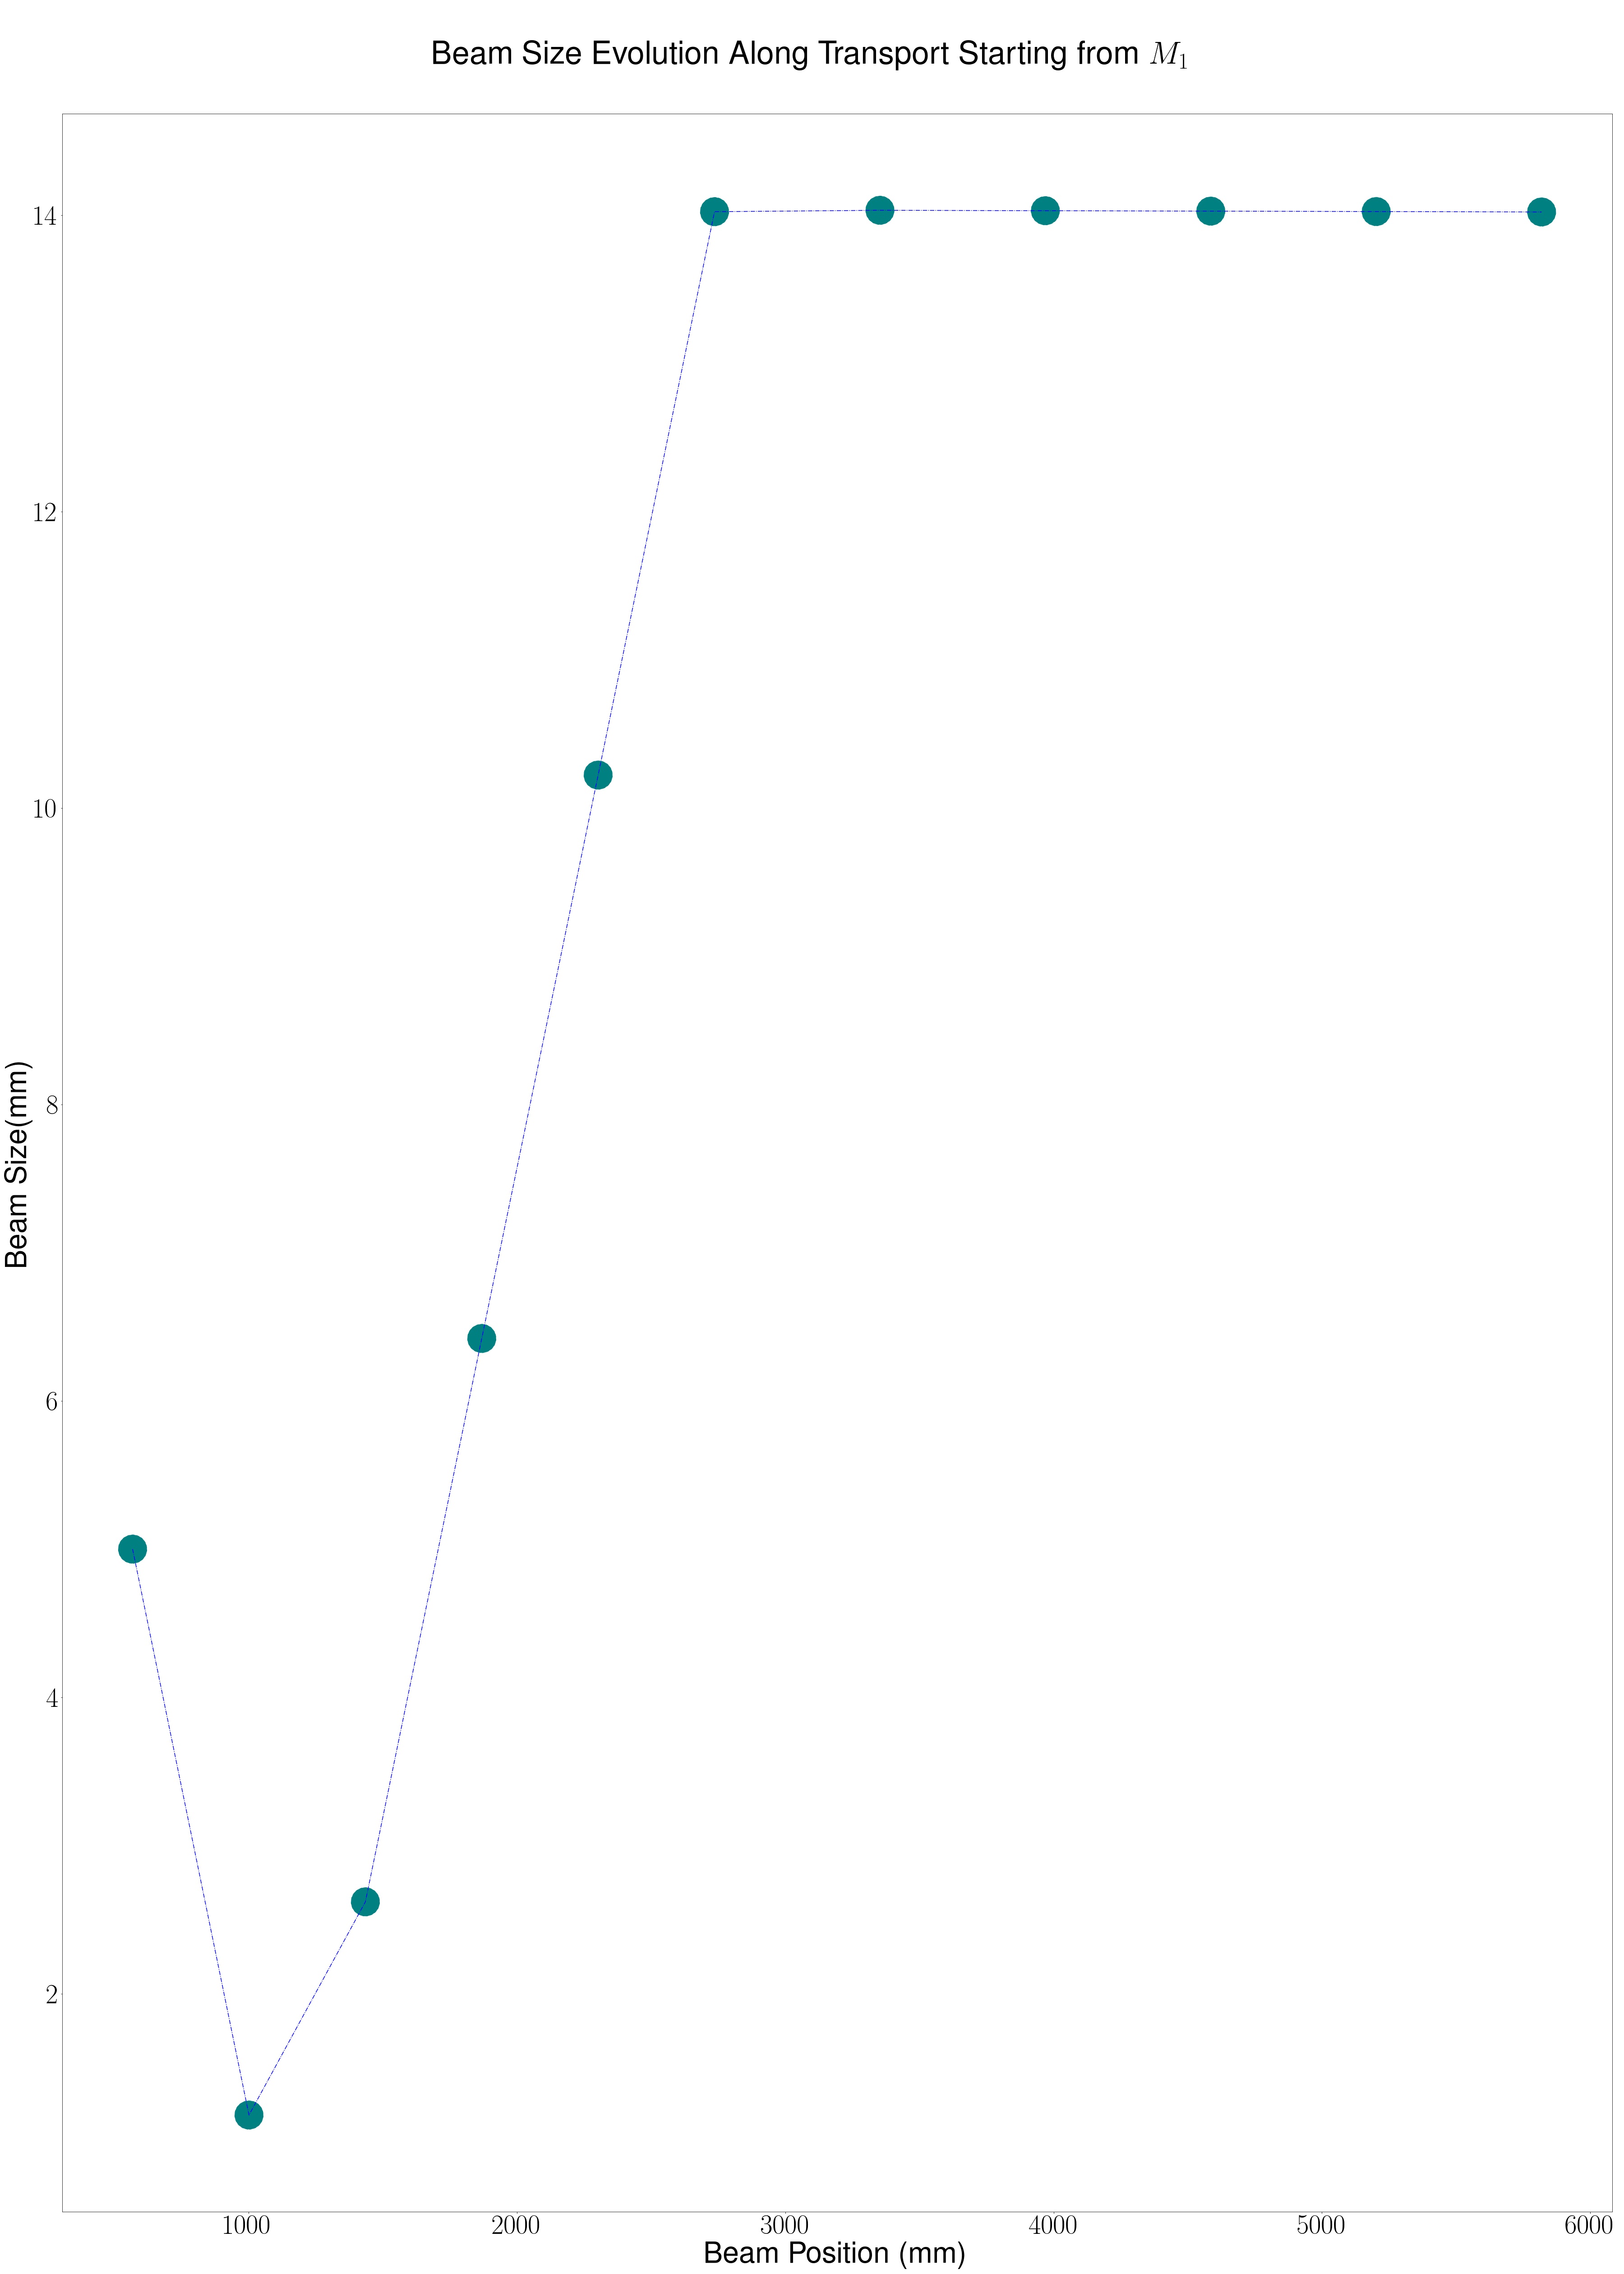 Beam Size Evolution Along Transport Starting from M₁
14
12
10
8
6
4
2
Beam Size(mm)
1000 2000 3000 4000 5000 6000
Beam Position (mm)